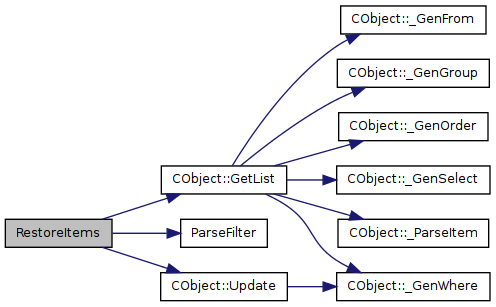 CObject::_GenFrom
CObject::_GenGroup
CObject::_GenOrder
CObject::GetList
CObject::_GenSelect
RestoreItems
ParseFilter
CObject::_ParseItem
CObject::Update
CObject::_GenWhere